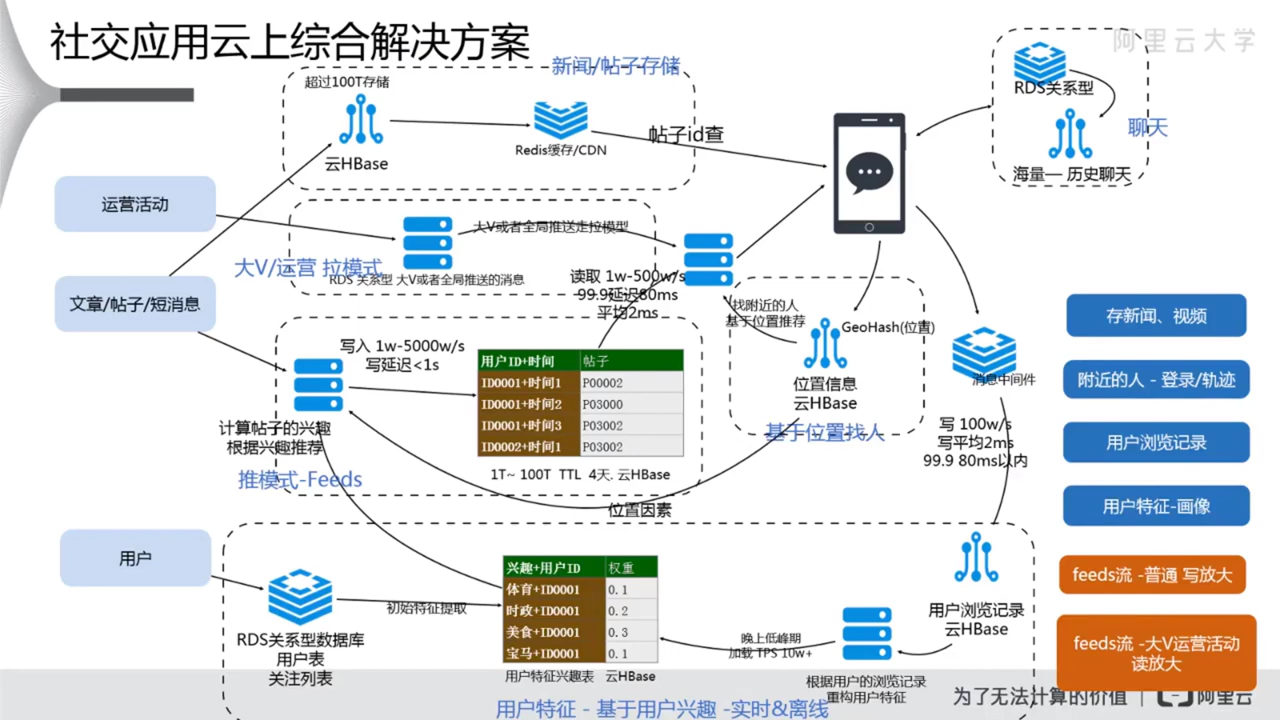 社交应用云上综合解决方案
阿里云大学
新闻/帖子存储
超过100T存储
云HBase
Redis缓存/CDN
帖子id查
RDS关系型
聊天
海量— 历史聊天
运营活动
大V或者全局推送走拉模型
大V/运营 拉模式
RDS 关系型 大V或者全局推送的消息
读取 1w-500w/s
99.9延迟80ms
平均2ms
文章/帖子/短消息
找附近的人
基于位置推荐
GeoHash(位置)
位置信息
云HBase
基于位置找人
消息中间件
写 100w/s
写平均2ms
99.9 80ms以内
写入 1w-5000w/s
写延迟<1s
用户ID+时间 帖子
ID0001+时间1 P00002
ID0001+时间2 P03000
ID0001+时间3 P03002
ID0002+时间1 P03002
1T~ 100T TTL 4天. 云HBase
计算帖子的兴趣
根据兴趣推荐
推模式-Feeds
位置因素
存新闻、视频
附近的人 - 登录/轨迹
用户浏览记录
用户特征-画像
feeds流 -普通 写放大
feeds流 -大V运营活动
读放大
用户
RDS关系型数据库
用户表
关注列表
初始特征提取
兴趣+用户ID 权重
体育+ID0001 0.1
时政+ID0001 0.2
美食+ID0001 0.3
宝马+ID0001 0.1
用户特征兴趣表 云HBase
晚上低峰期
加载 TPS 10w+
用户浏览记录
云HBase
根据用户的浏览记录
重构用户特征
用户特征 - 基于用户兴趣 -实时&离线
为了无法计算的价值 | 阿里云